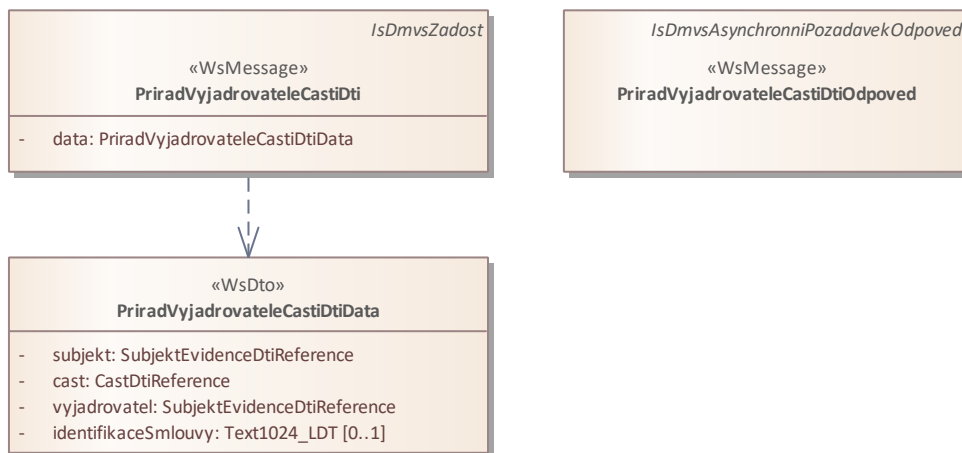 IsDmvsZadost
«WsMessage»
PriradVyjadrovateleCastiDti
- data: PriradVyjadrovateleCastiDtiData
IsDmvsAsynchronniPozadavekOdpoved
«WsMessage»
PriradVyjadrovateleCastiDtiOdpoved
«WsDto»
PriradVyjadrovateleCastiDtiData
- subjekt: SubjektEvidenceDtiReference
- cast: CastDtiReference
- vyjadrovatel: SubjektEvidenceDtiReference
- identifikaceSmlouvy: Text1024_LDT [0..1]